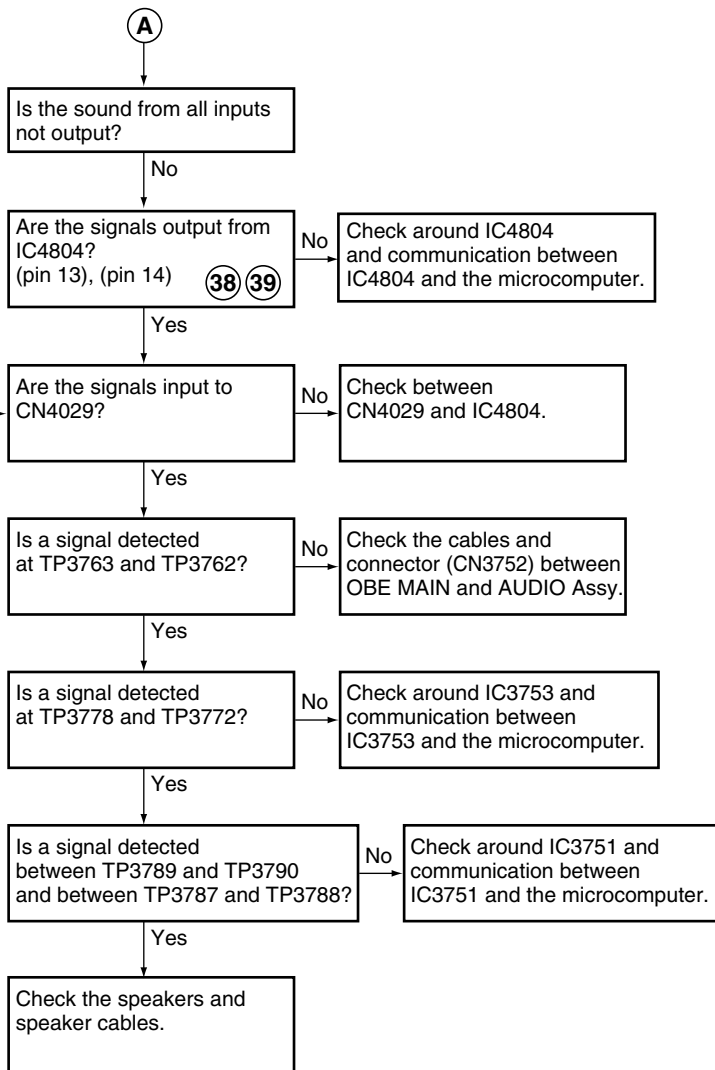 A
Is the sound from all inputs
not output?
No
Are the signals output from
IC4804?
(pin 13), (pin 14)
38 39
No
Check around IC4804
and communication between
IC4804 and the microcomputer.
Yes
Are the signals input to
CN4029?
No
Check between
CN4029 and IC4804.
Yes
Is a signal detected
at TP3763 and TP3762?
No
Check the cables and
connector (CN3752) between
OBE MAIN and AUDIO Assy.
Yes
Is a signal detected
at TP3778 and TP3772?
No
Check around IC3753 and
communication between
IC3753 and the microcomputer.
Yes
Is a signal detected
between TP3789 and TP3790
and between TP3787 and TP3788?
No
Check around IC3751 and
communication between
IC3751 and the microcomputer.
Yes
Check the speakers and
speaker cables.